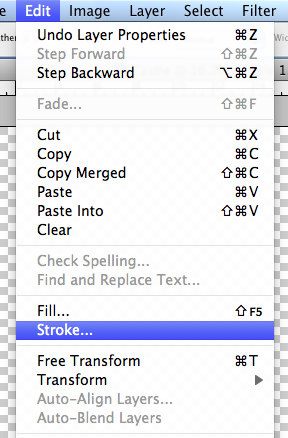 Edit Image Layer Select Filter
Undo Layer Properties ⌘Z
Step Forward ⇧⌘Z
Step Backward ⌥⌘Z
Fade... ⇧⌘F
Cut ⌘X
Copy ⌘C
Copy Merged ⇧⌘C
Paste ⌘V
Paste Into ⇧⌘V
Clear
Check Spelling...
Find and Replace Text...
Fill... ⇧F5
Stroke...
Free Transform ⌘T
Transform ▶
Auto-Align Layers...
Auto-Blend Layers